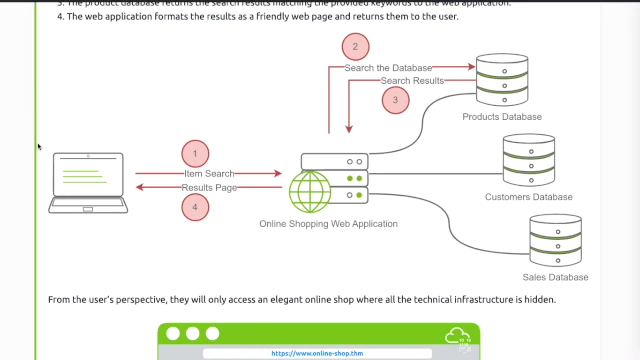 3. The product database returns the search results matching the provided keywords to the web application.
4. The web application formats the results as a friendly web page and returns them to the user.
2
Search the Database
Search Results
3
Products Database
1
Item Search
Results Page
4
Customers Database
Online Shopping Web Application
Sales Database
From the user's perspective, they will only access an elegant online shop where all the technical infrastructure is hidden.
https://www.online-shop.thm